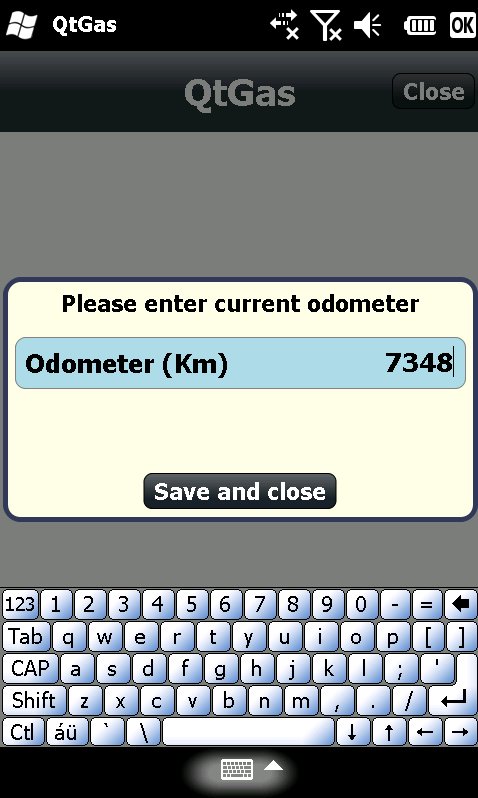 QtGas OK
QtGas Close
Please enter current odometer
Odometer (Km) 7348
Save and close
123 1 2 3 4 5 6 7 8 9 0 - =
Tab q w e r t y u i o p [ ]
CAP a s d f g h j k l ; '
Shift z x c v b n m , . /
Ctl áü ` \ ↓ ↑ ← →